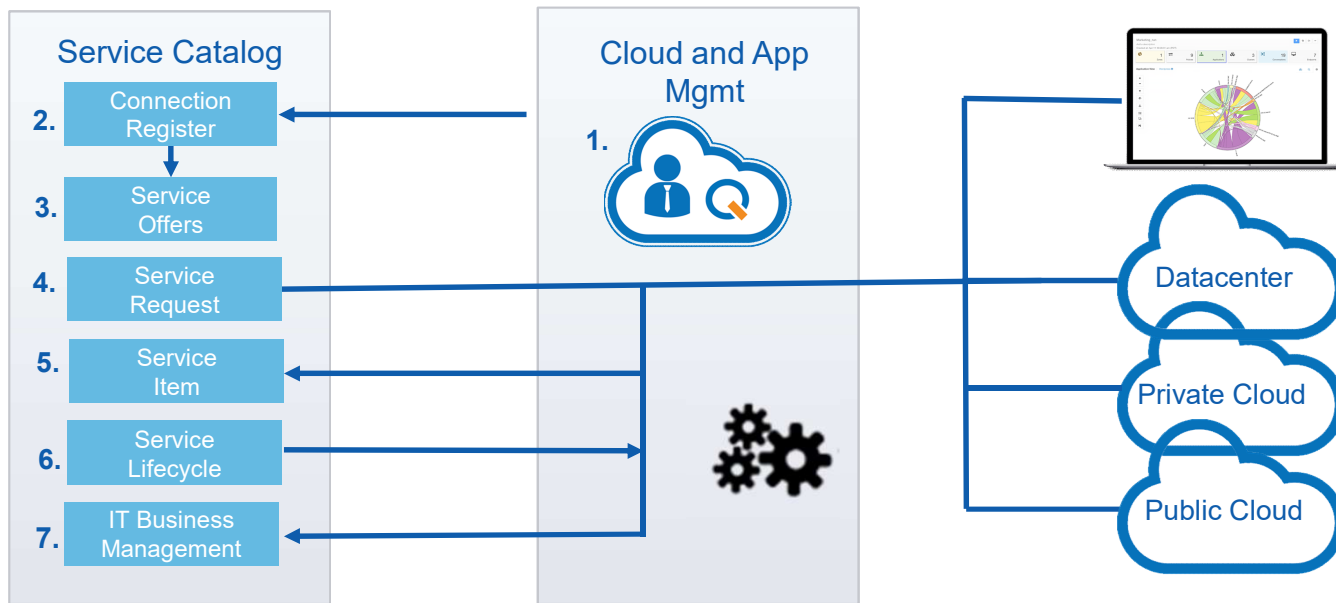 Service Catalog
2.
Connection
Register
3.
Service
Offers
4.
Service
Request
5.
Service
Item
6.
Service
Lifecycle
7.
IT Business
Management
Cloud and App
Mgmt
1.
Datacenter
Private Cloud
Public Cloud